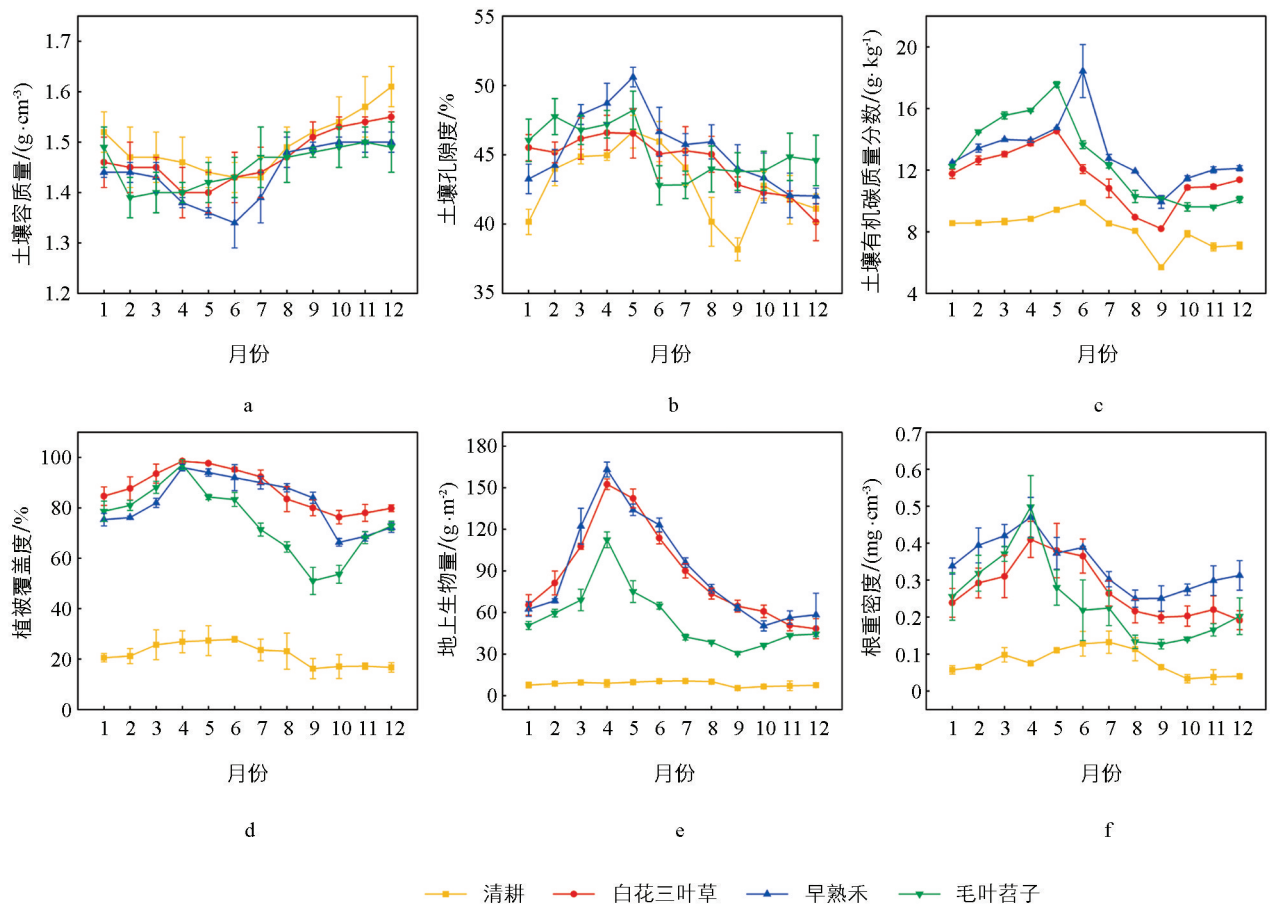 土壤容质量/(g·cm⁻³)
1.7
1.6
1.5
1.4
1.3
1.2
1 2 3 4 5 6 7 8 9 10 11 12
月份
a
土壤孔隙度/%
55
50
45
40
35
1 2 3 4 5 6 7 8 9 10 11 12
月份
b
土壤有机碳质量分数/(g·kg⁻¹)
20
16
12
8
4
1 2 3 4 5 6 7 8 9 10 11 12
月份
c
植被覆盖度/%
100
80
60
40
20
0
1 2 3 4 5 6 7 8 9 10 11 12
月份
d
地上生物量/(g·m⁻²)
180
150
120
90
60
30
0
1 2 3 4 5 6 7 8 9 10 11 12
月份
e
根重密度/(mg·cm⁻³)
0.7
0.6
0.5
0.4
0.3
0.2
0.1
0
1 2 3 4 5 6 7 8 9 10 11 12
月份
f
清耕 白花三叶草 早熟禾 毛叶苕子